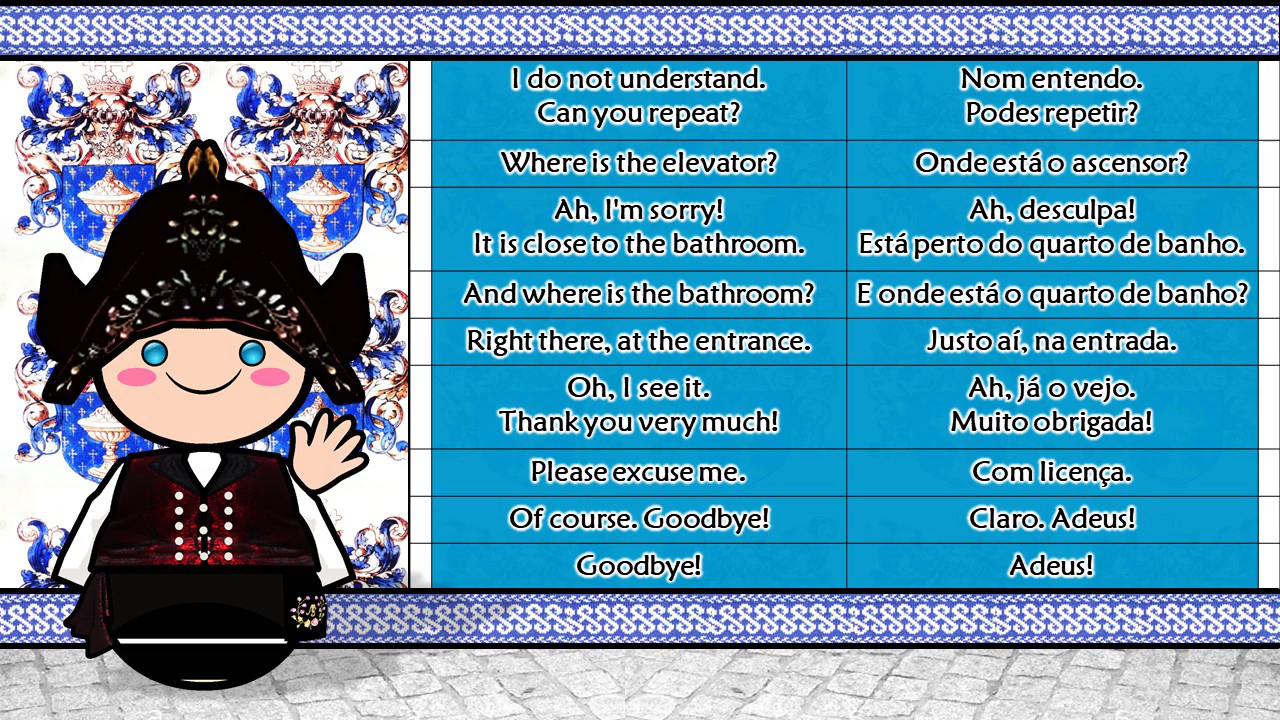 I do not understand.
Can you repeat?
Nom entendo.
Podes repetir?
Where is the elevator?
Onde está o ascensor?
Ah, I'm sorry!
It is close to the bathroom.
Ah, desculpa!
Está perto do quarto de banho.
And where is the bathroom?
E onde está o quarto de banho?
Right there, at the entrance.
Justo aí, na entrada.
Oh, I see it.
Thank you very much!
Ah, já o vejo.
Muito obrigada!
Please excuse me.
Com licença.
Of course. Goodbye!
Claro. Adeus!
Goodbye!
Adeus!